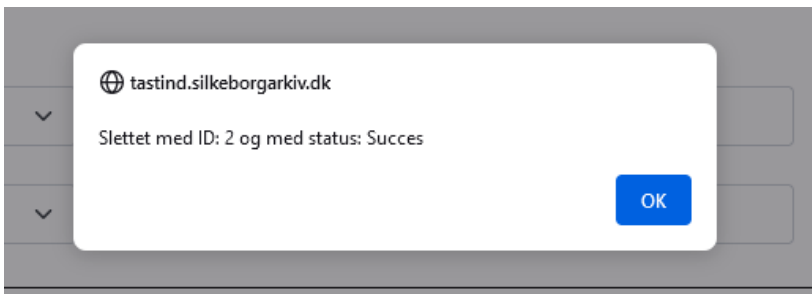 tastind.silkeborgarkiv.dk
Slettet med ID: 2 og med status: Succes
OK